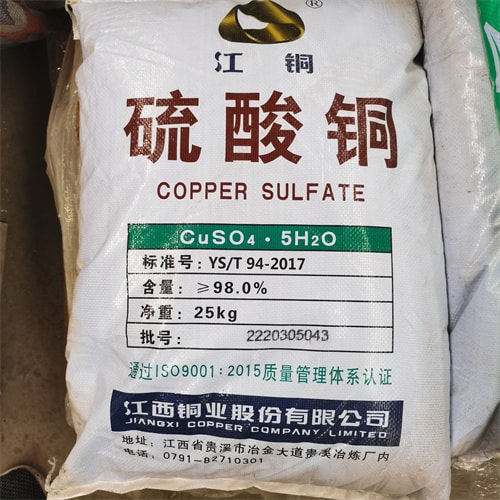 ®
江 铜
硫酸铜
COPPER SULFATE
CuSO4 · 5H2O
标准号: YS/T 94-2017
含量: ≥98.0%
净重: 25kg
批号: 2220305043
通过ISO9001:2015质量管理体系认证
江西铜业股份有限公司
JIANGXI COPPER COMPANY LIMITED
地址: 江西省贵溪市冶金大道贵溪冶炼厂内
电话: 0791-82710301